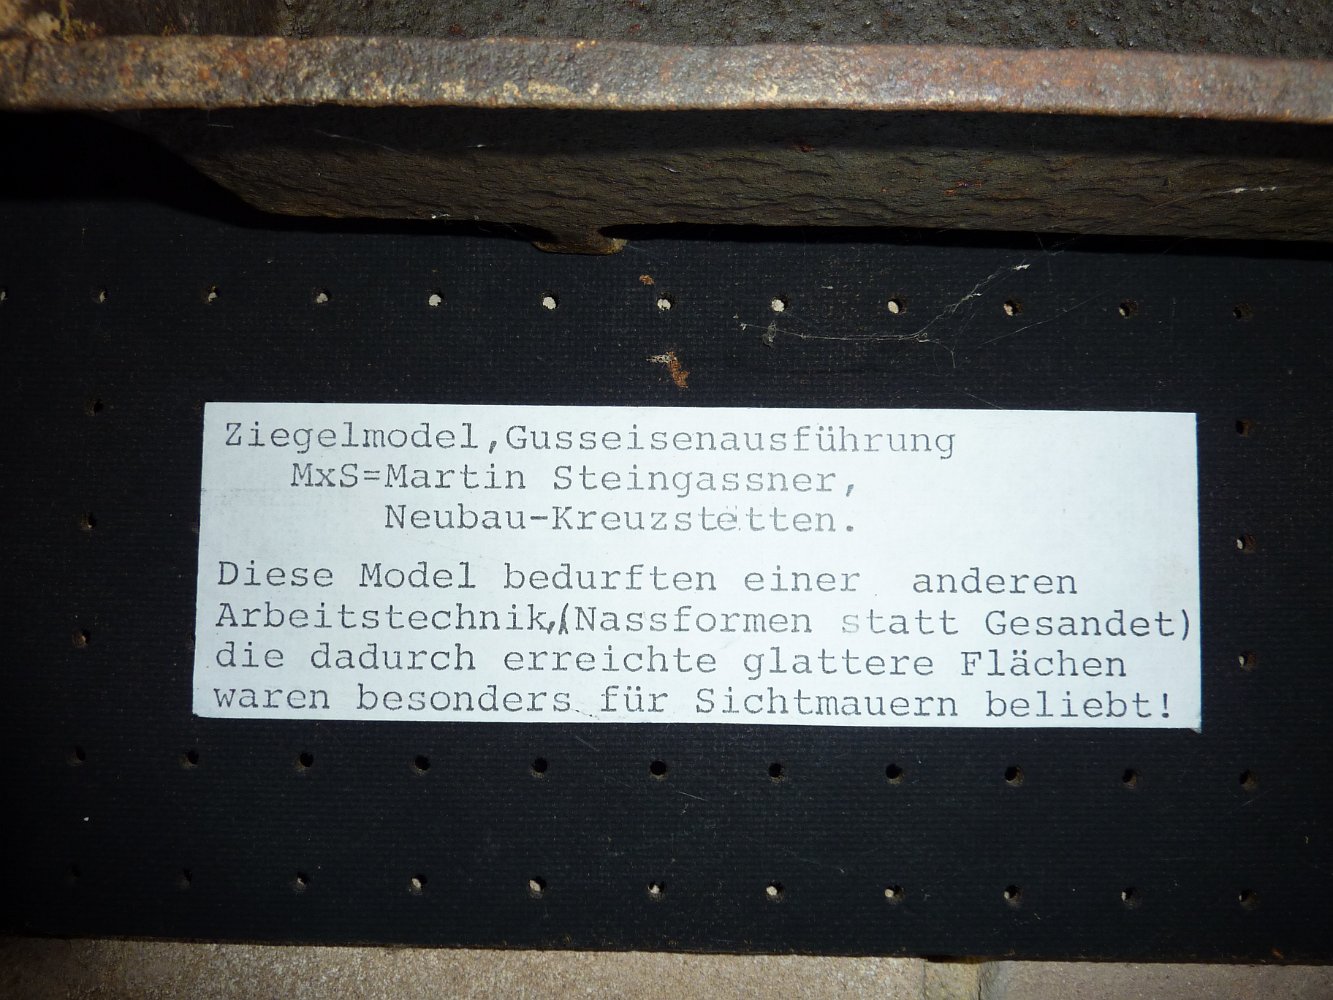 Ziegelmodel,Gusseisenausführung
MxS=Martin Steingassner,
Neubau-Kreuzstetten.
Diese Model bedurften einer anderen
Arbeitstechnik,(Nassformen statt Gesandet)
die dadurch erreichte glattere Flächen
waren besonders für Sichtmauern beliebt!